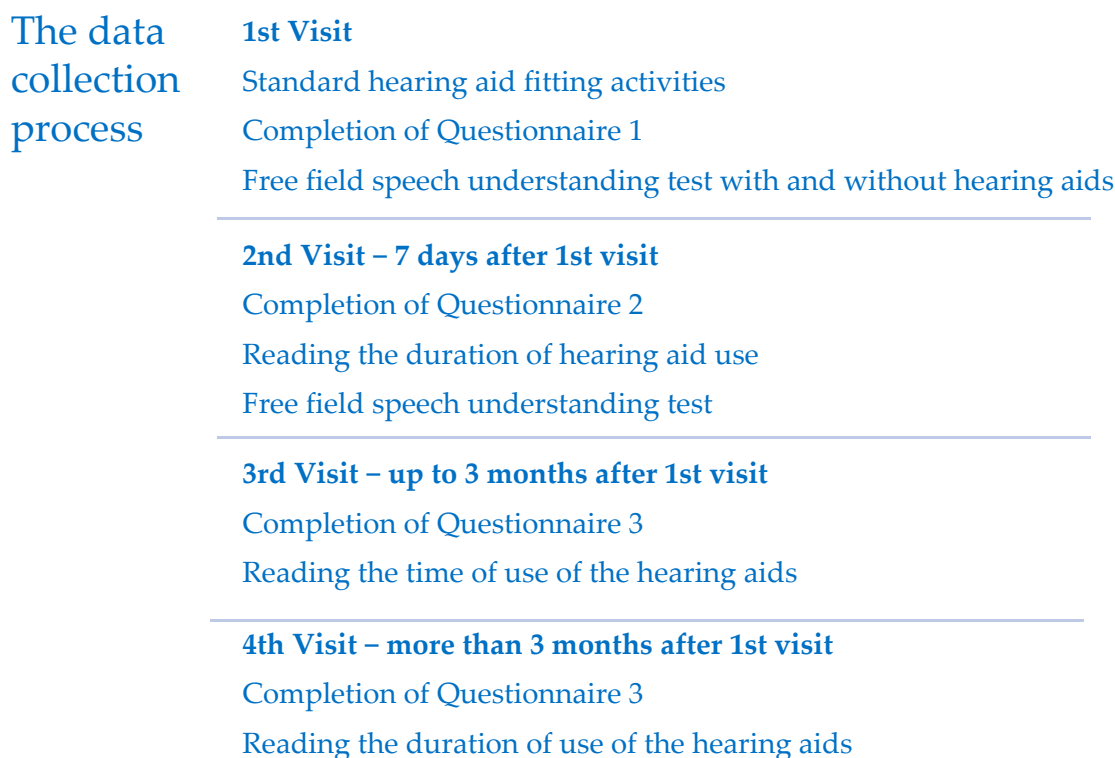 The data
collection
process
1st Visit
Standard hearing aid fitting activities
Completion of Questionnaire 1
Free field speech understanding test with and without hearing aids
2nd Visit – 7 days after 1st visit
Completion of Questionnaire 2
Reading the duration of hearing aid use
Free field speech understanding test
3rd Visit – up to 3 months after 1st visit
Completion of Questionnaire 3
Reading the time of use of the hearing aids
4th Visit – more than 3 months after 1st visit
Completion of Questionnaire 3
Reading the duration of use of the hearing aids